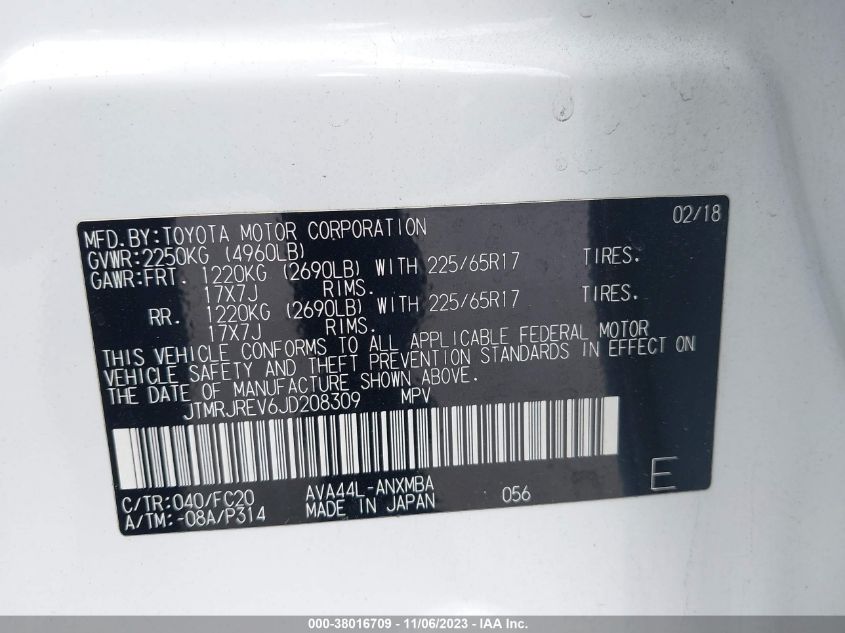 02/18
MFD.BY:TOYOTA MOTOR CORPORATION
GVWR:2250KG (4960LB)
GAWR:FRT. 1220KG (2690LB) WITH 225/65R17 TIRES.
17X7J RIMS.
RR. 1220KG (2690LB) WITH 225/65R17 TIRES.
17X7J RIMS.
THIS VEHICLE CONFORMS TO ALL APPLICABLE FEDERAL MOTOR
VEHICLE SAFETY AND THEFT PREVENTION STANDARDS IN EFFECT ON
THE DATE OF MANUFACTURE SHOWN ABOVE.
JTMRJREV6JD208309 MPV
C/TR:040/FC20 AVA44L-ANXMBA 056 E
A/TM:-08A/P314 MADE IN JAPAN
000-38016709 - 11/06/2023 - © IAA Inc.